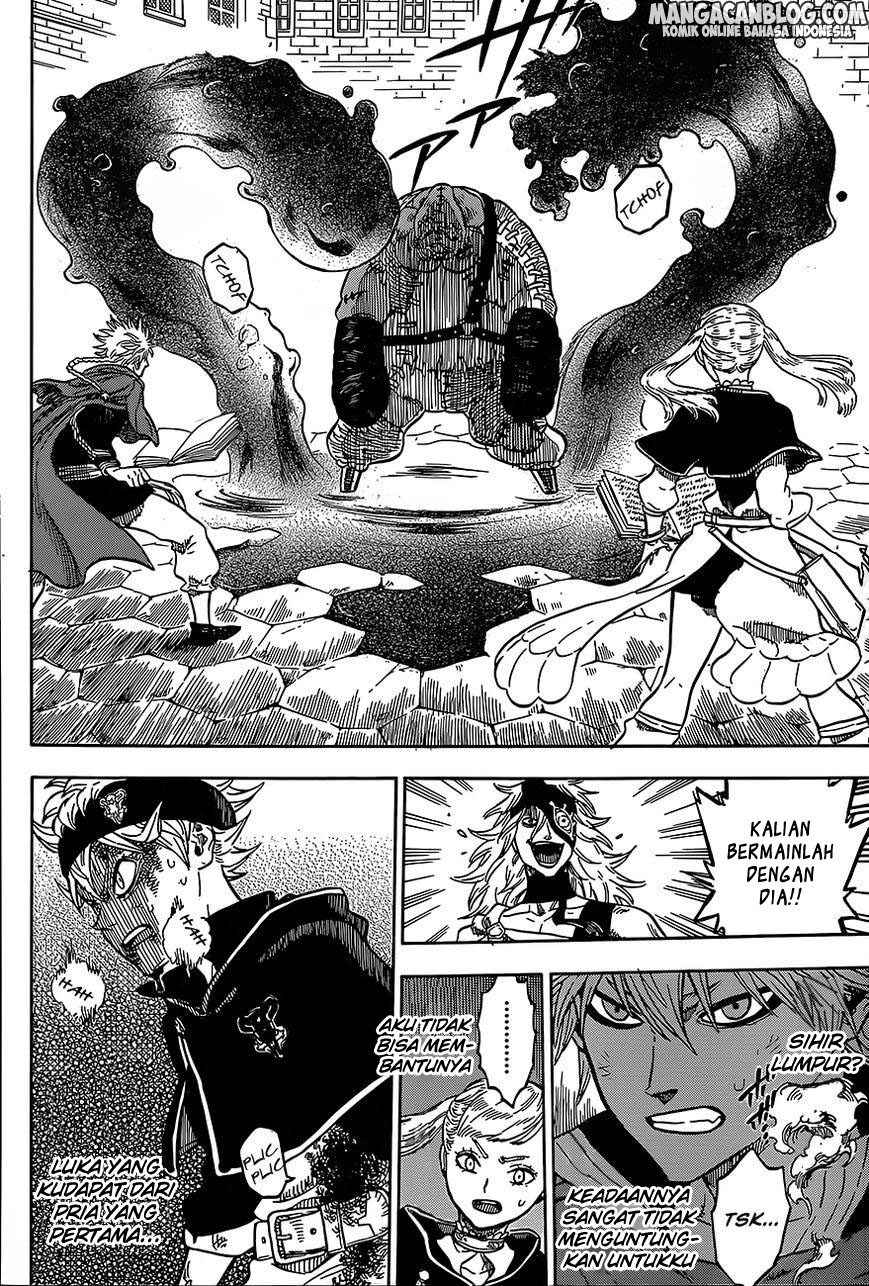 MANGACANBLOG.COM
KOMIK ONLINE BAHASA INDONESIA
TCHOF
TCHOF
KALIAN
BERMAINLAH
DENGAN
DIA!!
HAH
HAH
PLIC
PLIC
LUKA YANG
KUDAPAT DARI
PRIA YANG
PERTAMA...
AKU TIDAK
BISA MEM-
BANTUNYA
.........
SIHIR
LUMPUR?
TSK...
KEADAANNYA
SANGAT TIDAK
MENGUNTUNG-
KAN UNTUKKU